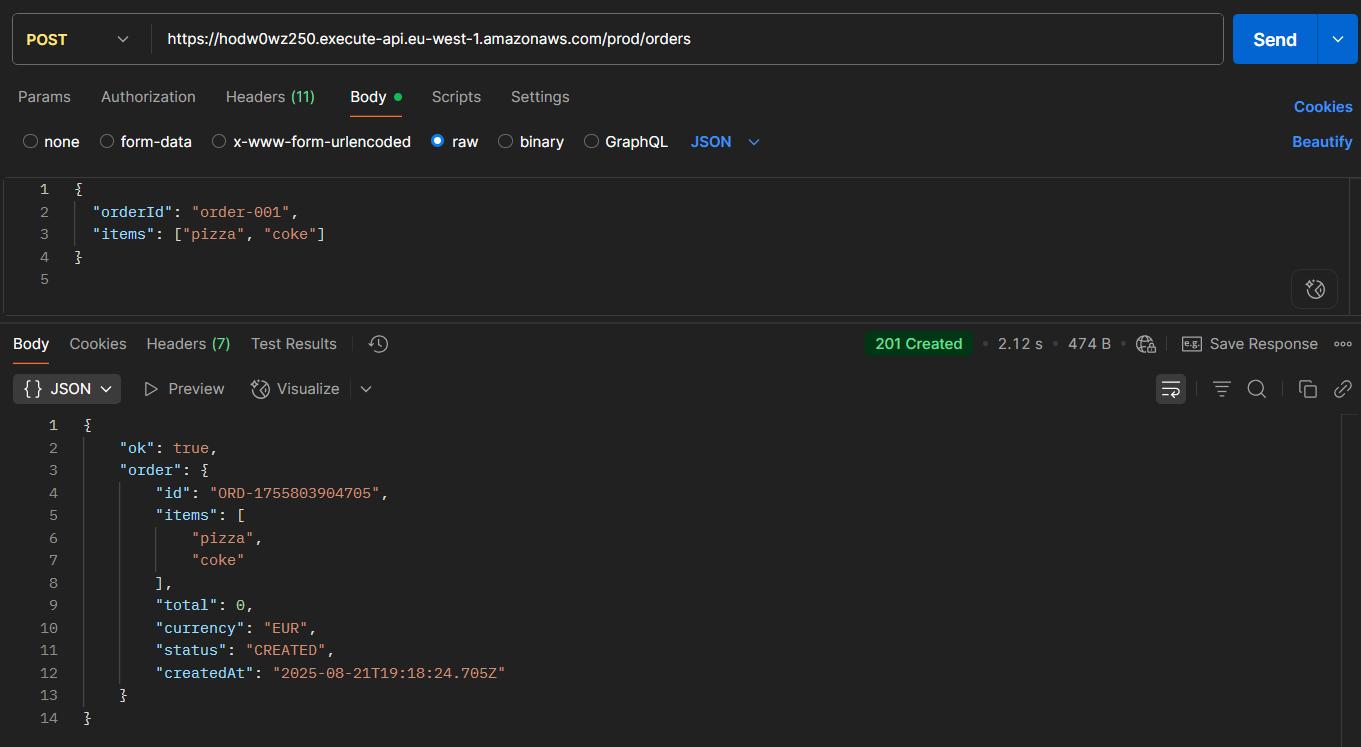 POST https://hodw0wz250.execute-api.eu-west-1.amazonaws.com/prod/orders Send
Params Authorization Headers (11) Body Scripts Settings Cookies
none form-data x-www-form-urlencoded raw binary GraphQL JSON Beautify
1 {
2 "orderId": "order-001",
3 "items": ["pizza", "coke"]
4 }
5
Body Cookies Headers (7) Test Results 201 Created • 2.12 s • 474 B • e.g. Save Response
{} JSON Preview Visualize
1 {
2 "ok": true,
3 "order": {
4 "id": "ORD-1755803904705",
5 "items": [
6 "pizza",
7 "coke"
8 ],
9 "total": 0,
10 "currency": "EUR",
11 "status": "CREATED",
12 "createdAt": "2025-08-21T19:18:24.705Z"
13 }
14 }